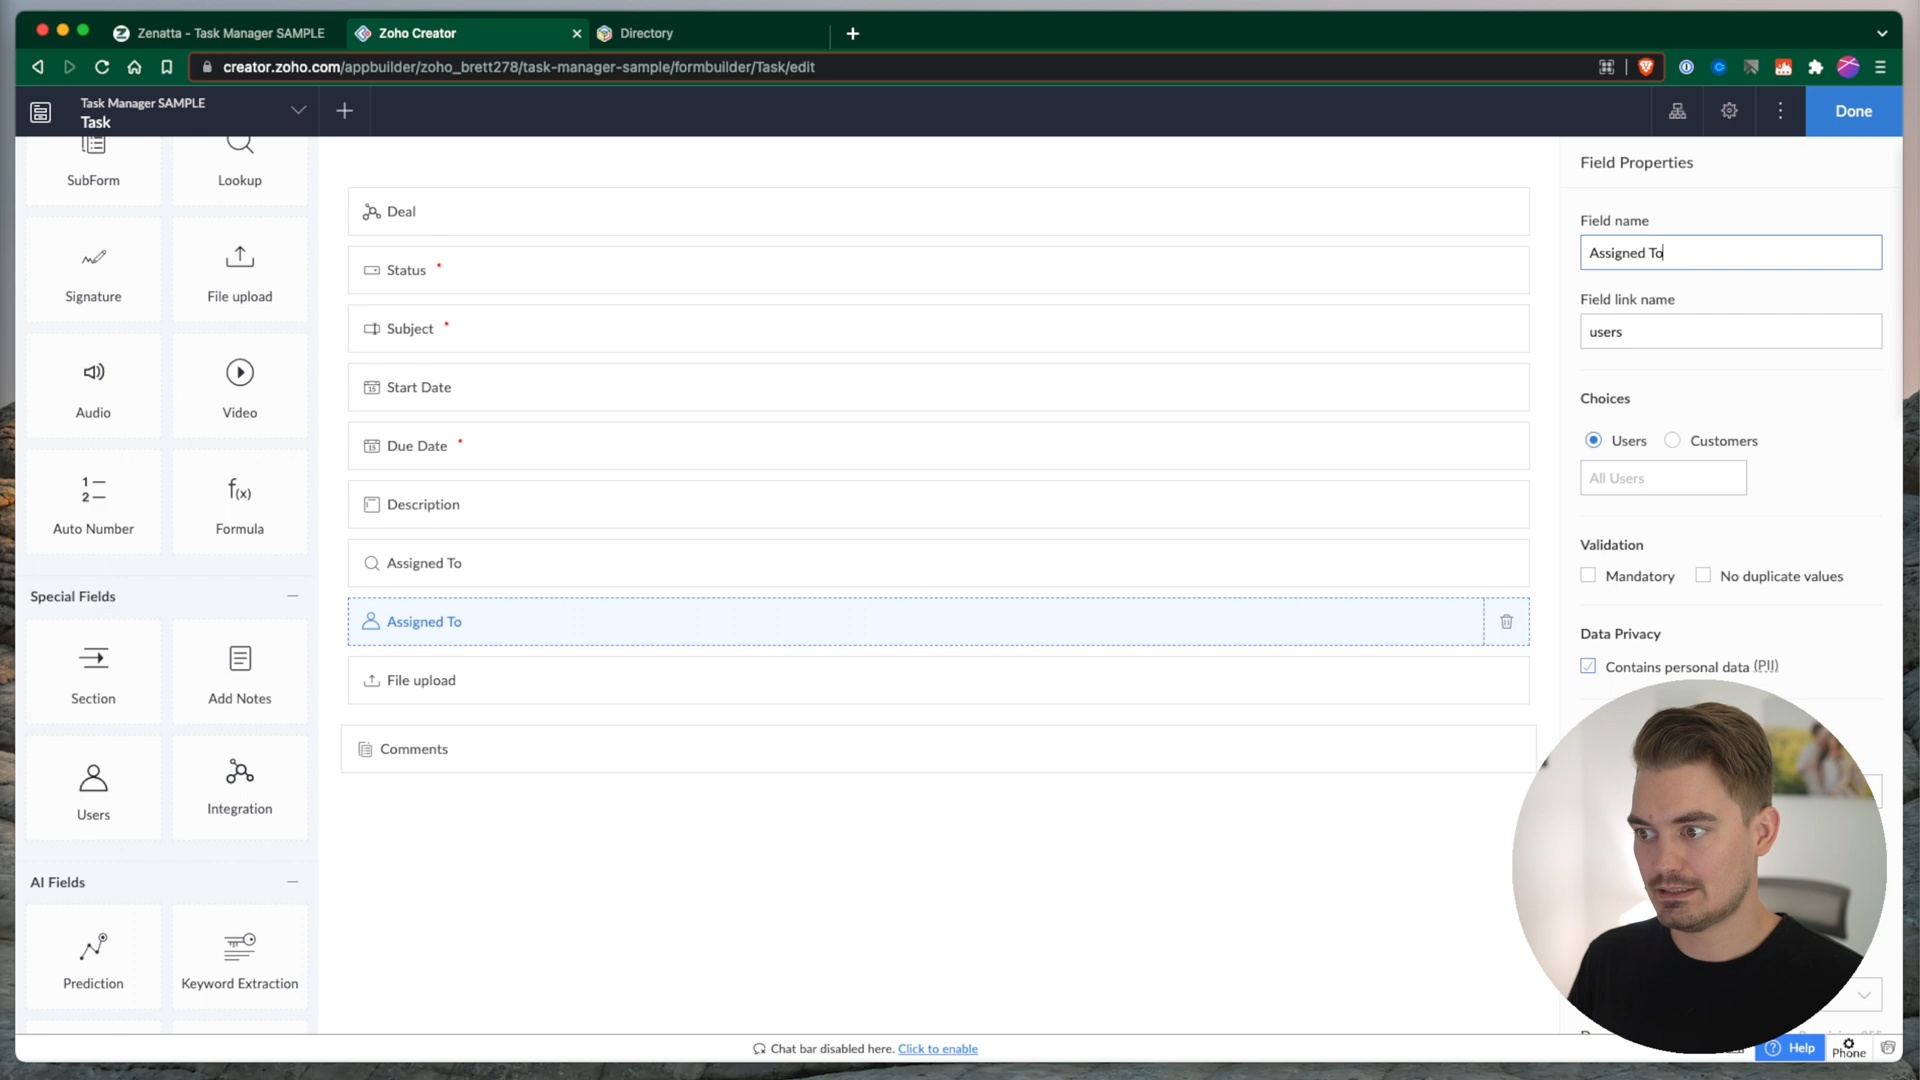 Zenatta - Task Manager SAMPLE
Zoho Creator
Directory
creator.zoho.com/appbuilder/zoho_brett278/task-manager-sample/formbuilder/Task/edit
Task Manager SAMPLE
Task
Done
SubForm
Lookup
Signature
File upload
Audio
Video
1
2
Auto Number
f(x)
Formula
Special Fields
Section
Add Notes
Users
Integration
AI Fields
Prediction
Keyword Extraction
Deal
Status *
Subject *
Start Date
Due Date *
Description
Assigned To
Assigned To
File upload
Comments
Field Properties
Field name
Assigned To
Field link name
users
Choices
Users
Customers
All Users
Validation
Mandatory
No duplicate values
Data Privacy
Contains personal data (PII)
Chat bar disabled here. Click to enable
Help
Phone